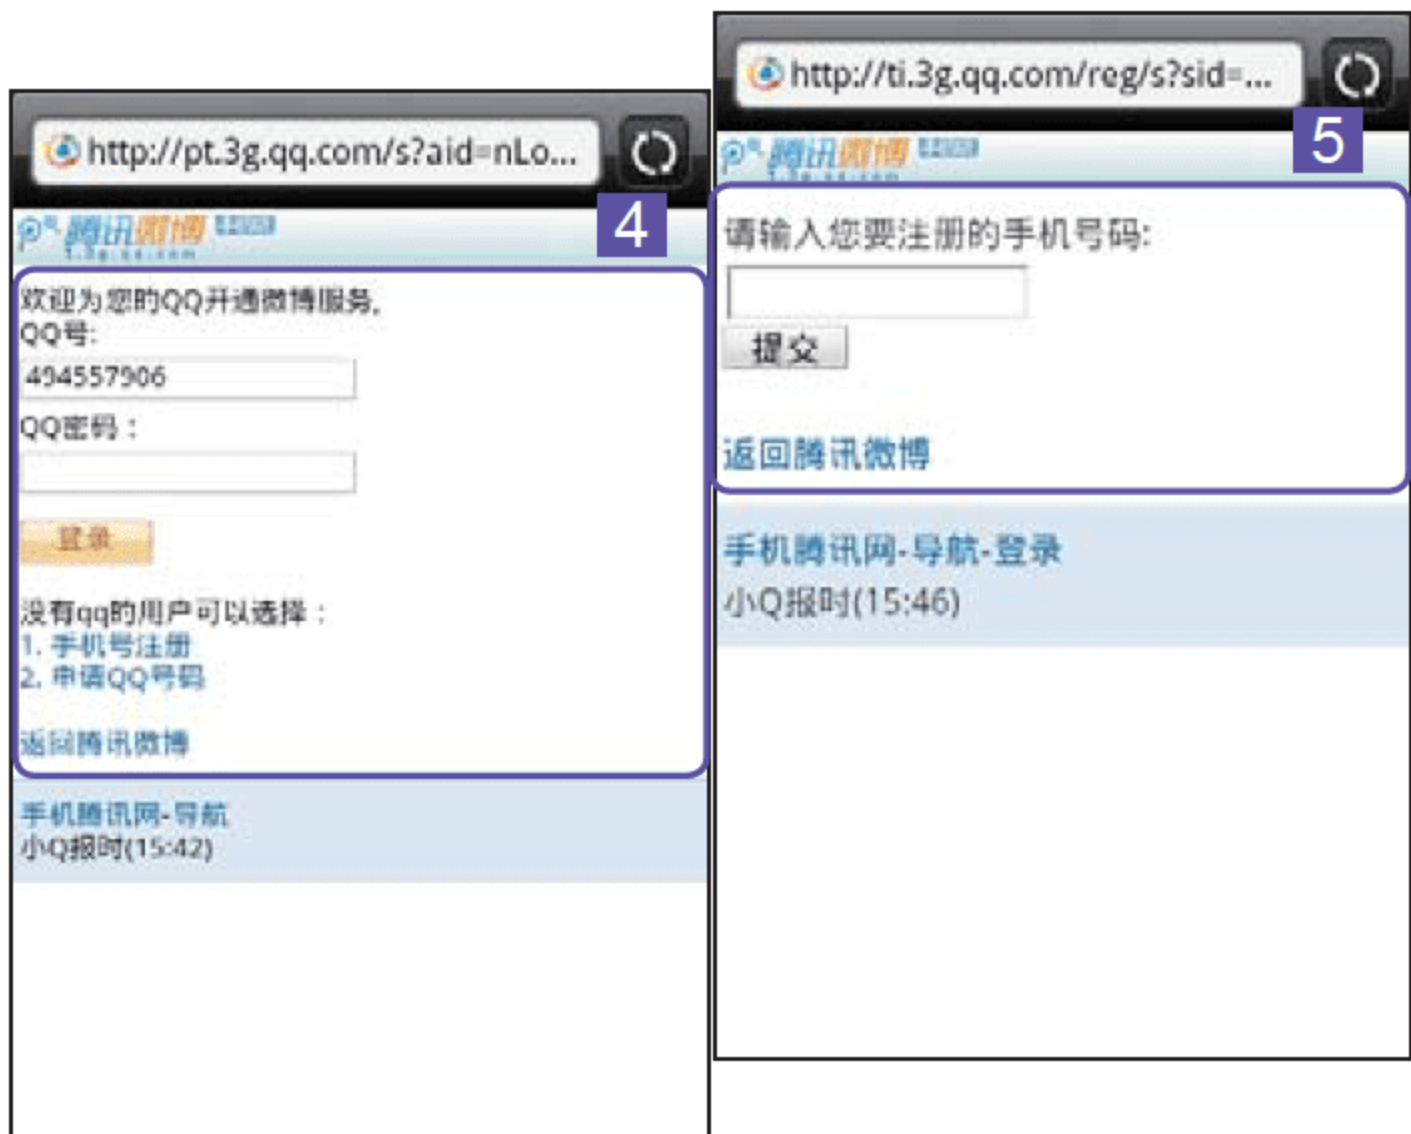 http://pt.3g.qq.com/s?aid=nLo...
4
腾讯微博
欢迎为您的QQ开通微博服务,
QQ号:
494557906
QQ密码：
登录
没有qq的用户可以选择：
1. 手机号注册
2. 申请QQ号码
返回腾讯微博
手机腾讯网-导航
小Q报时(15:42)
http://ti.3g.qq.com/reg/s?sid=...
5
腾讯微博
请输入您要注册的手机号码:
提交
返回腾讯微博
手机腾讯网-导航-登录
小Q报时(15:46)